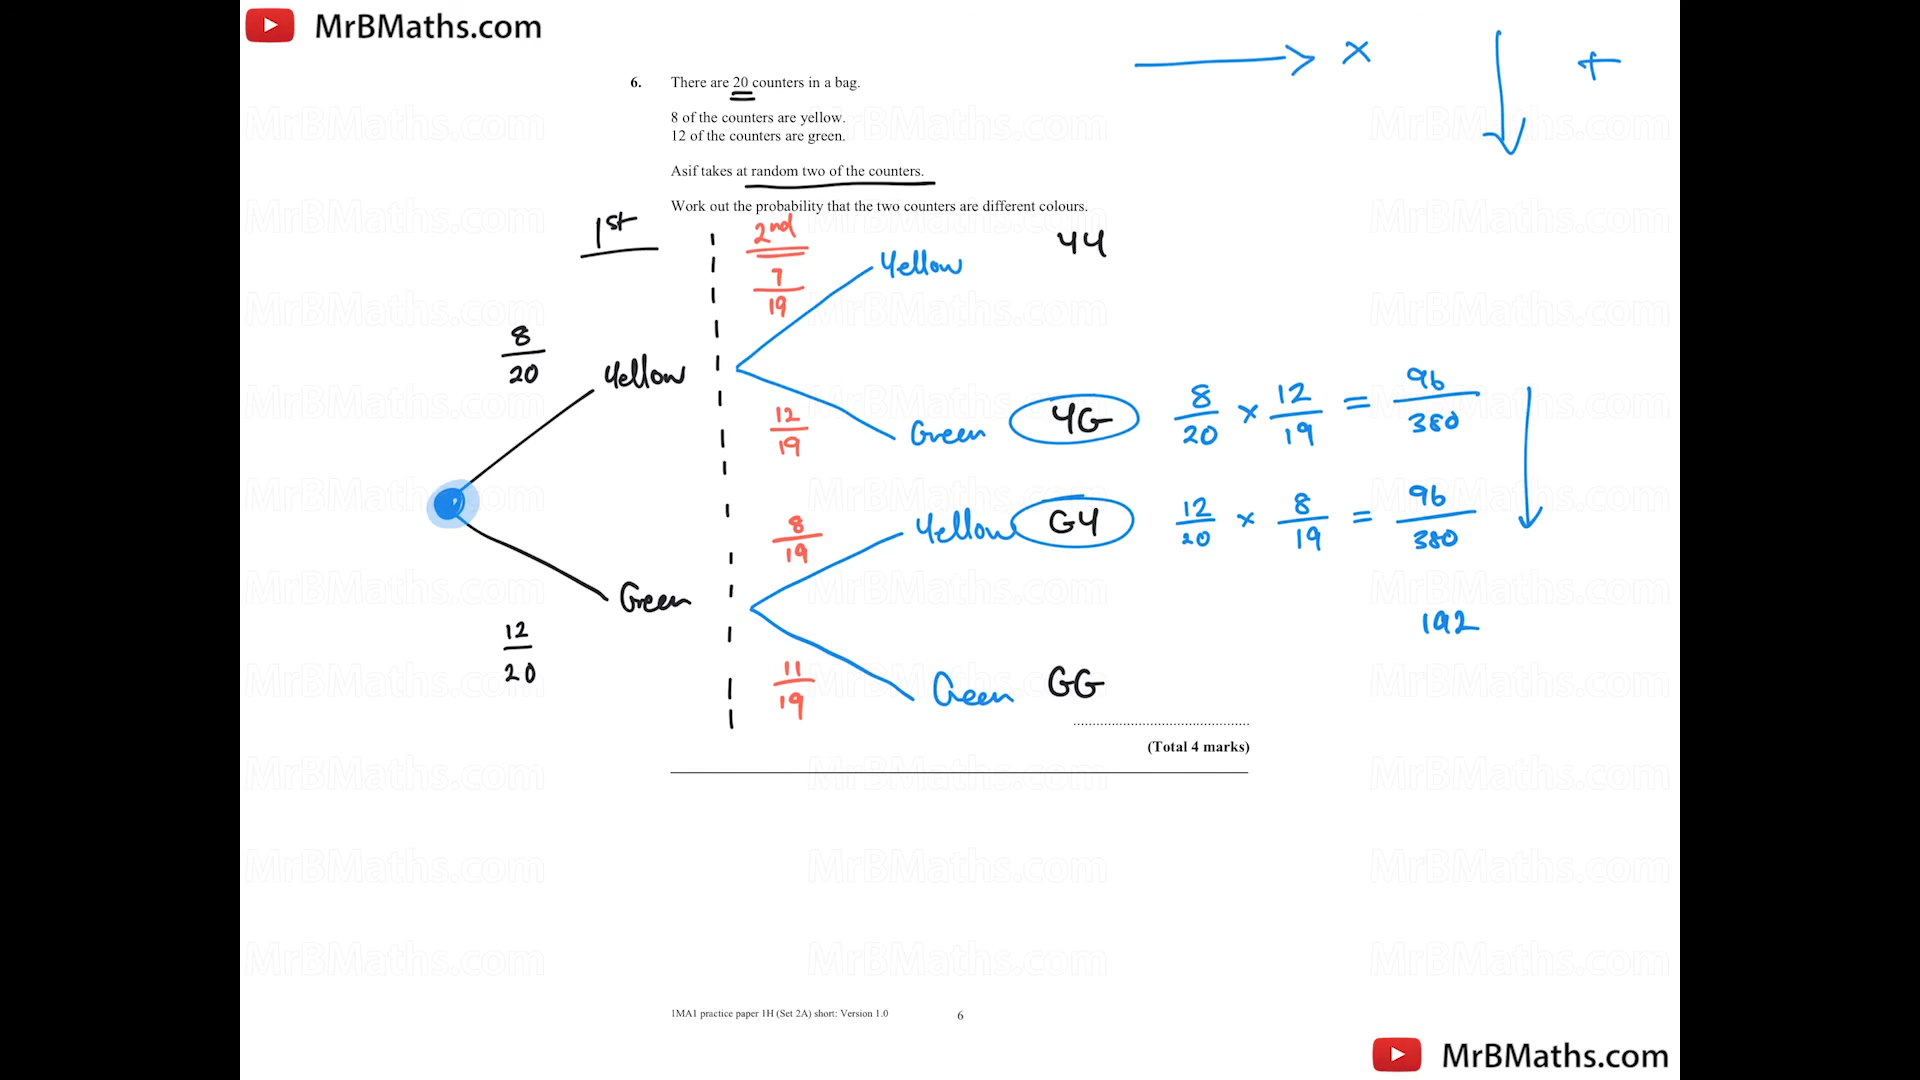 MrBMaths.com
→ × ↓ +
6. There are 20 counters in a bag.
8 of the counters are yellow.
12 of the counters are green.
Asif takes at random two of the counters.
Work out the probability that the two counters are different colours.
1st
2nd
7/19
Yellow
YY
8/20
Yellow
12/19
Green
YG
8/20 × 12/19 = 96/380
8/19
Yellow
GY
12/20 × 8/19 = 96/380
Green
12/20
192
11/19
Green
GG
(Total 4 marks)
1MA1 practice paper 1H (Set 2A) short: Version 1.0
6
MrBMaths.com